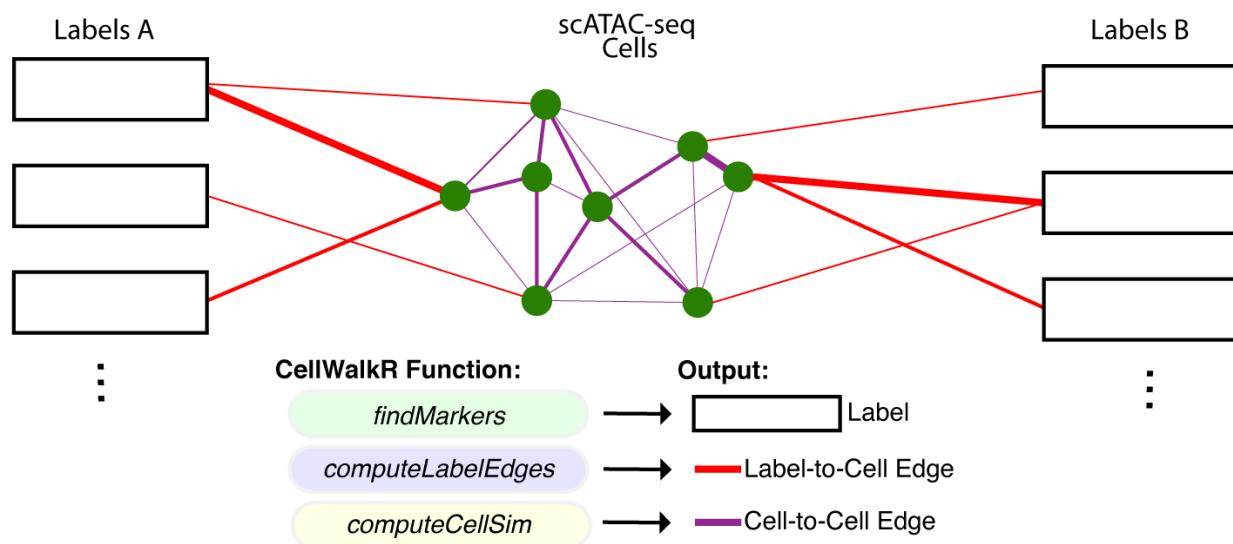 Labels A
scATAC-seq
Cells
Labels B
CellWalkR Function:
Output:
findMarkers
Label
computeLabelEdges
Label-to-Cell Edge
computeCellSim
Cell-to-Cell Edge